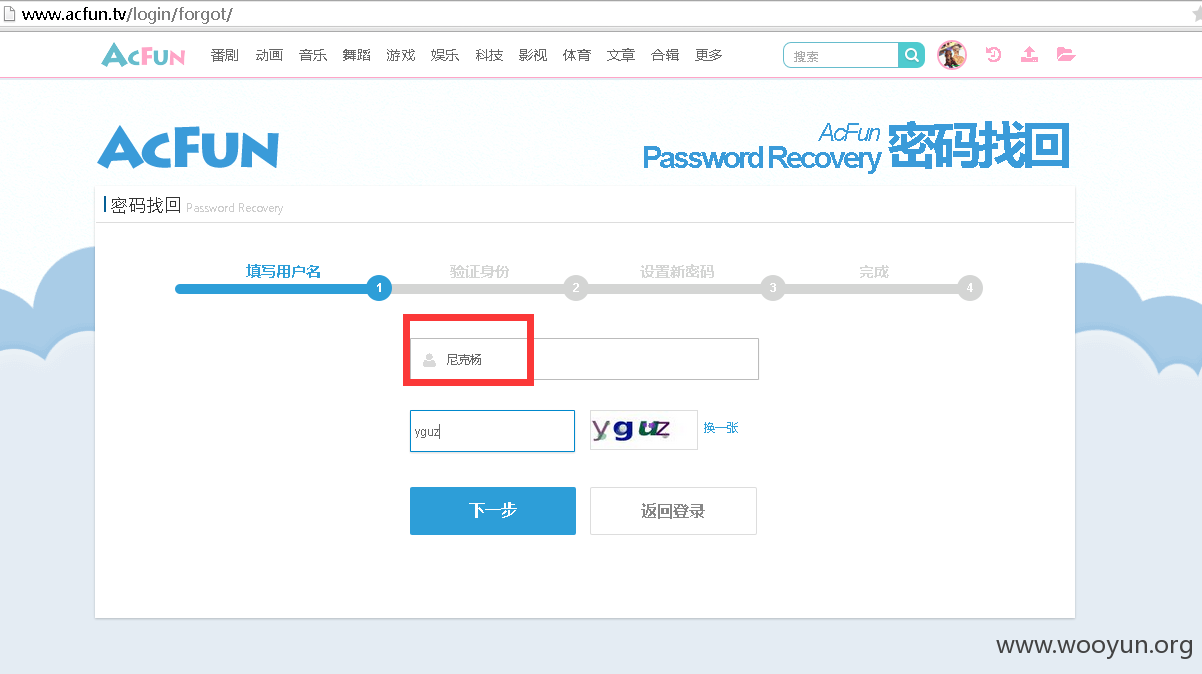 www.acfun.tv/login/forgot/
AcFun 番剧 动画 音乐 舞蹈 游戏 娱乐 科技 影视 体育 文章 合辑 更多 搜索
AcFun
AcFun
Password Recovery 密码找回
密码找回 Password Recovery
填写用户名 验证身份 设置新密码 完成
1 2 3 4
尼克杨
yguz yguz 换一张
下一步 返回登录
www.wooyun.org